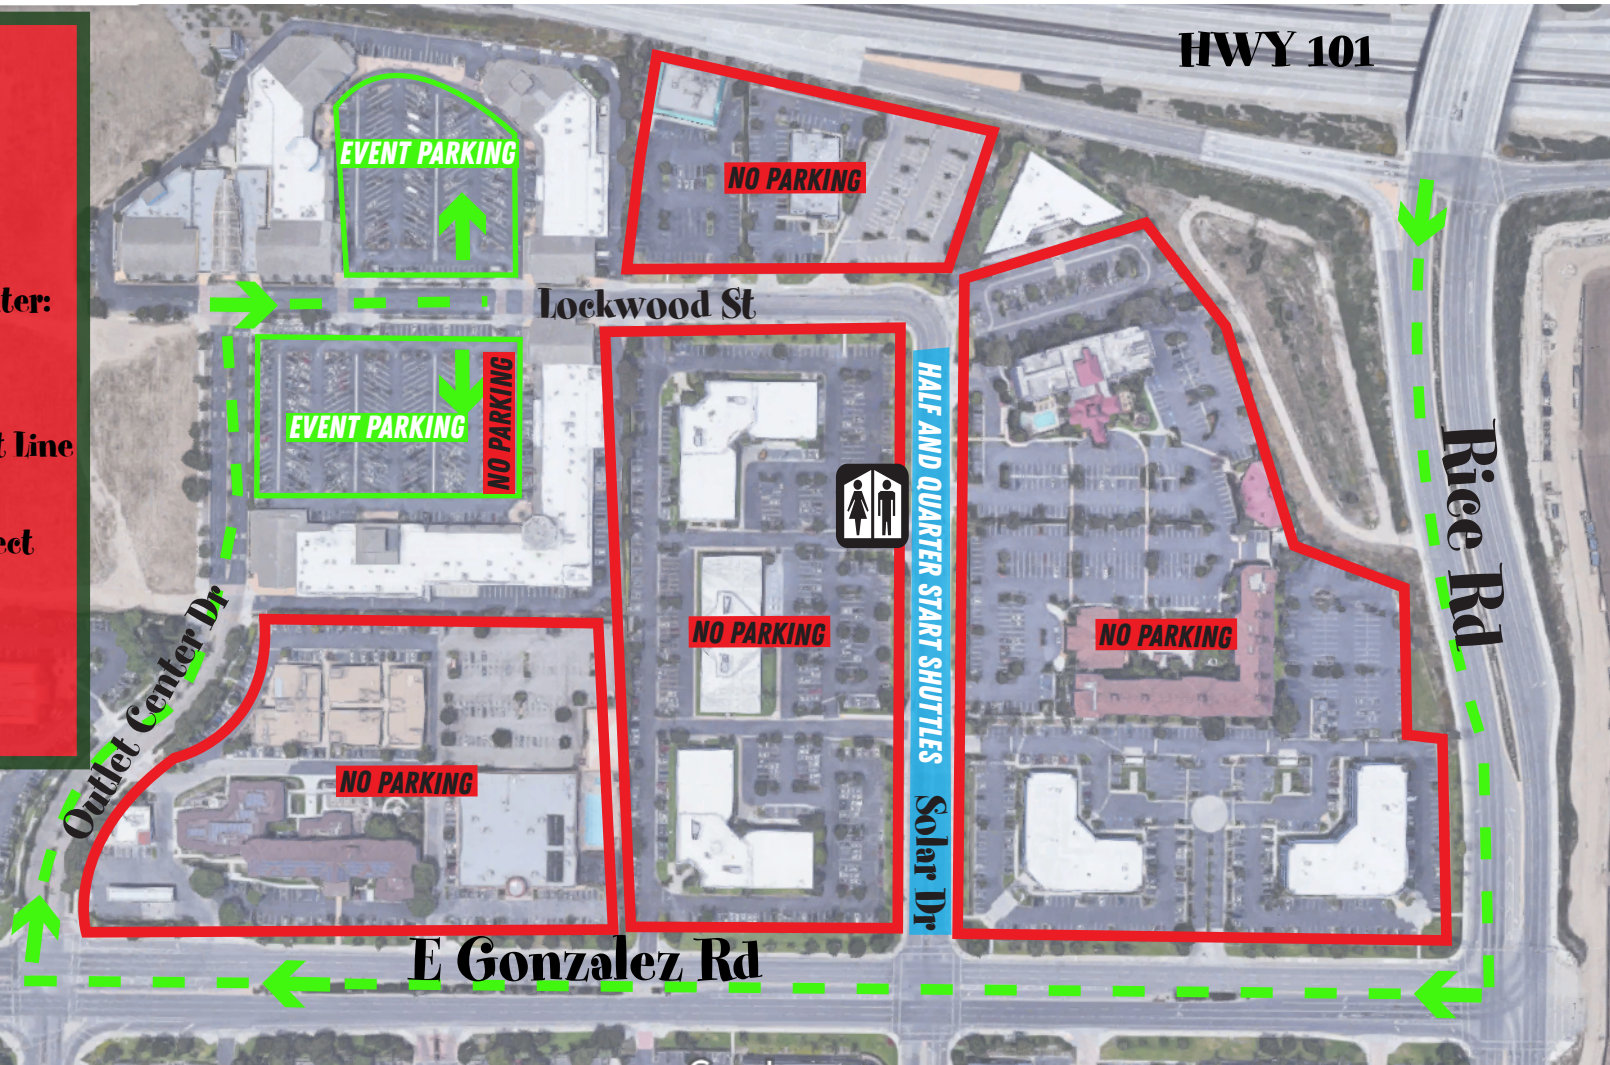 HWY 101
EVENT PARKING
NO PARKING
ter:
Lockwood St
EVENT PARKING
NO PARKING
t Line
ect
HALF AND QUARTER START SHUTTLES
Rice Rd
NO PARKING
NO PARKING
Outlet Center Dr
NO PARKING
Solar Dr
E Gonzalez Rd